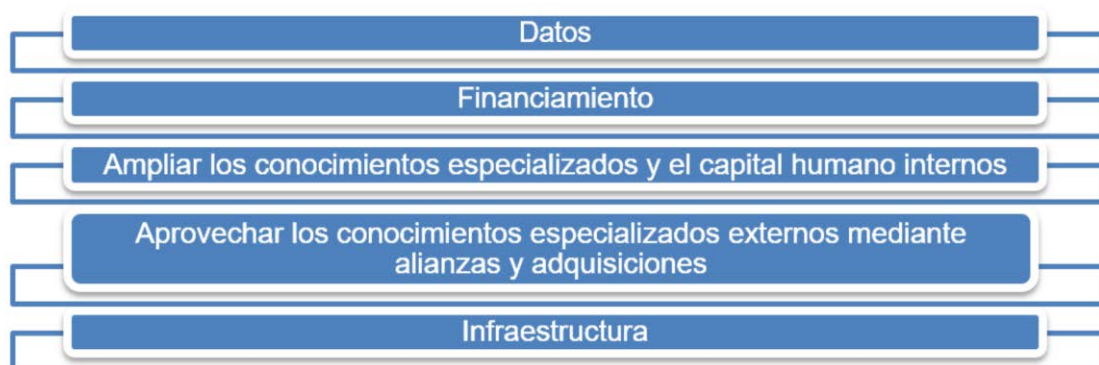 Datos
Financiamiento
Ampliar los conocimientos especializados y el capital humano internos
Aprovechar los conocimientos especializados externos mediante
alianzas y adquisiciones
Infraestructura